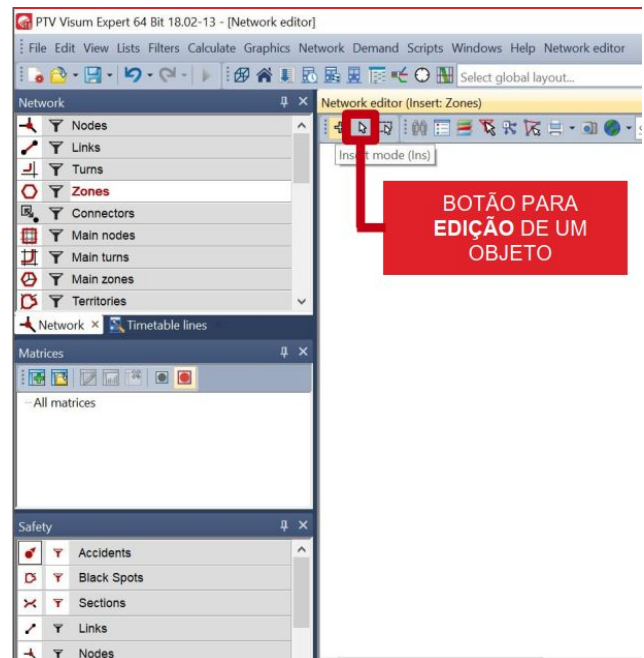 PTV Visum Expert 64 Bit 18.02-13 - [Network editor]
File Edit View Lists Filters Calculate Graphics Network Demand Scripts Windows Help Network editor
Select global layout...
Network
Network editor (Insert: Zones)
Nodes
Links
Turns
Zones
Connectors
Main nodes
Main turns
Main zones
Territories
Insert mode (Ins)
BOTÃO PARA
EDIÇÃO DE UM
OBJETO
Network
Timetable lines
Matrices
All matrices
Safety
Accidents
Black Spots
Sections
Links
Nodes